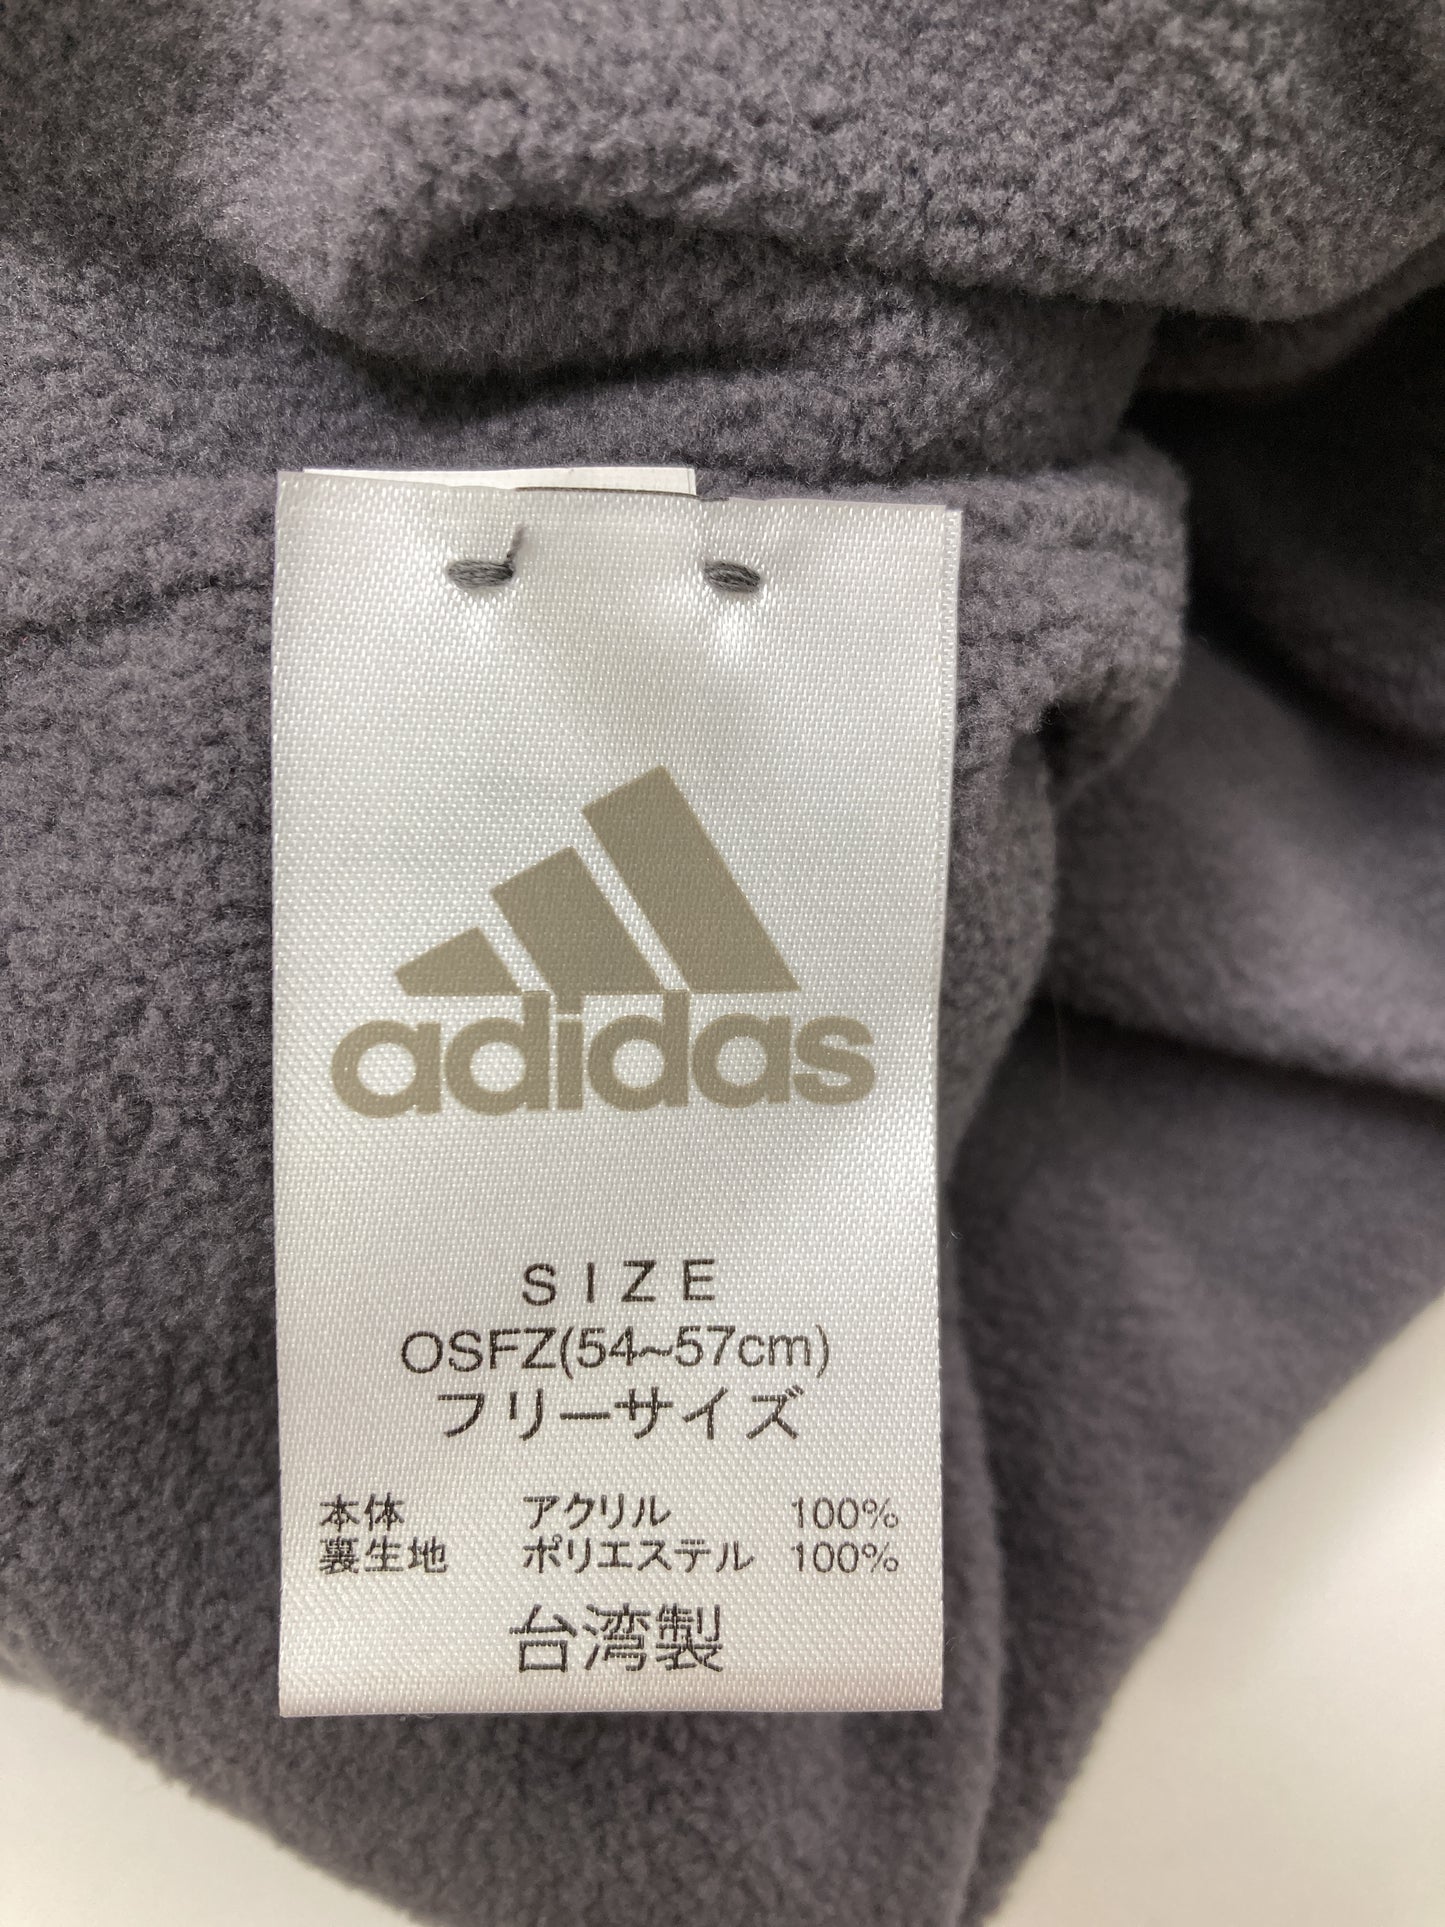 adidas
SIZE
OSFZ(54~57cm)
フリーサイズ
本体 アクリル 100%
裏生地 ポリエステル 100%
台湾製